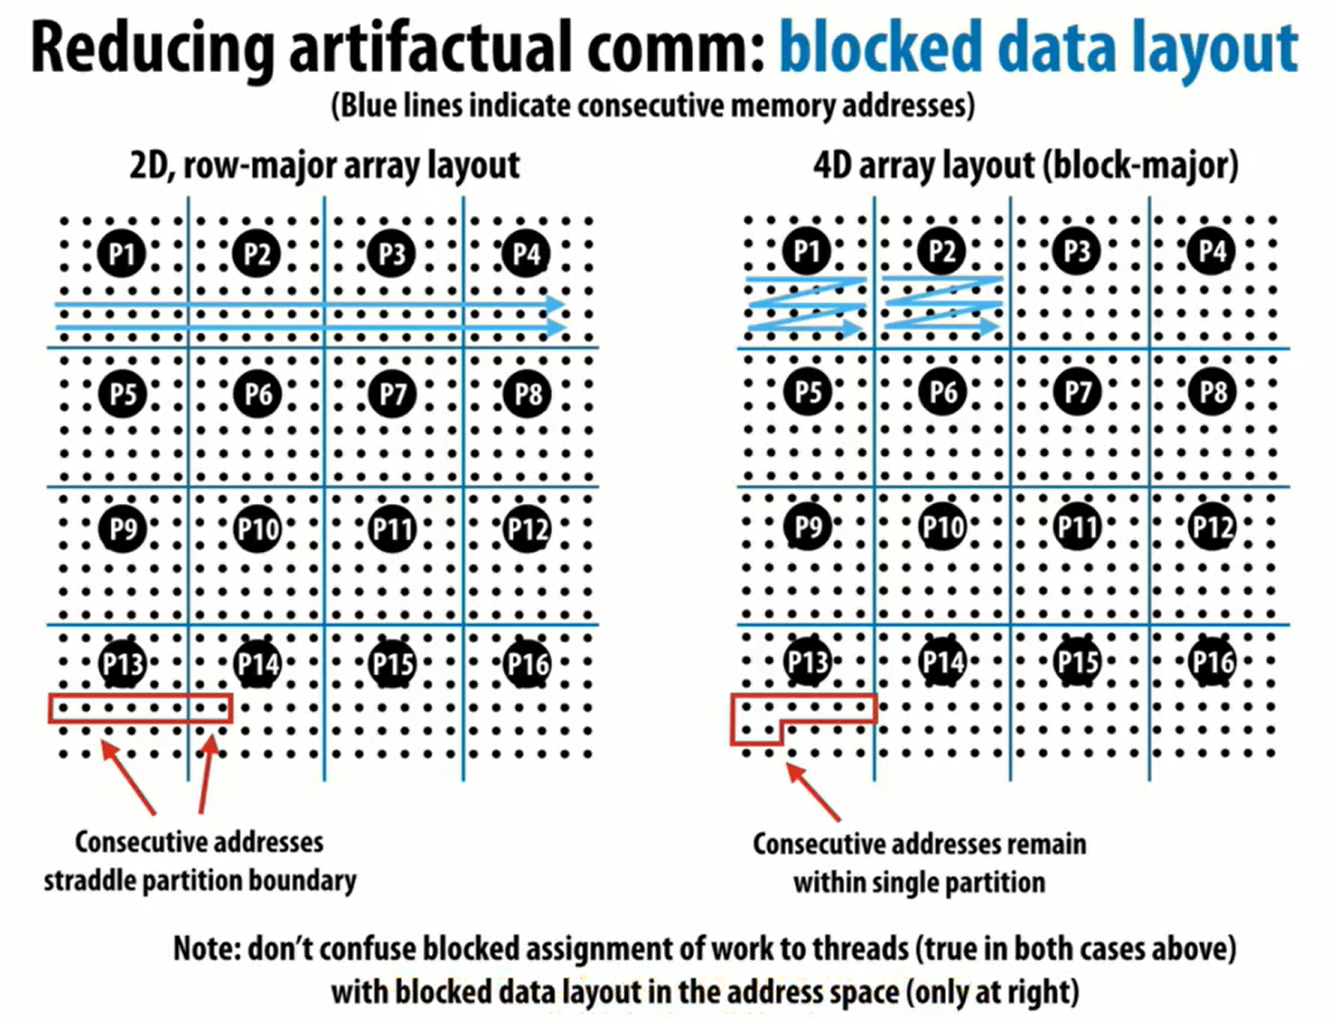 Reducing artifactual comm: blocked data layout
(Blue lines indicate consecutive memory addresses)
2D, row-major array layout
4D array layout (block-major)
P1 P2 P3 P4
P5 P6 P7 P8
P9 P10 P11 P12
P13 P14 P15 P16
P1 P2 P3 P4
P5 P6 P7 P8
P9 P10 P11 P12
P13 P14 P15 P16
Consecutive addresses
straddle partition boundary
Consecutive addresses remain
within single partition
Note: don't confuse blocked assignment of work to threads (true in both cases above)
with blocked data layout in the address space (only at right)